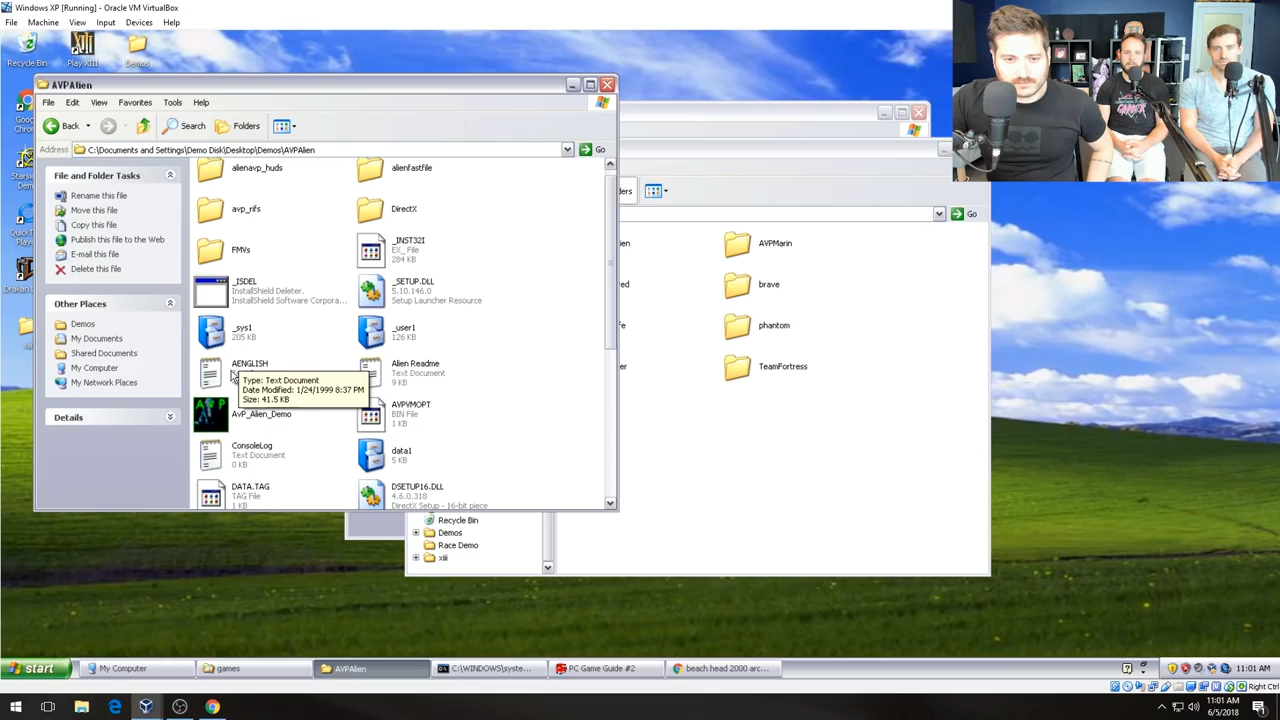 Windows XP [Running] - Oracle VM VirtualBox
File Machine View Input Devices Help
Recycle Bin
Play XIII
Demos
AVPAlien
File Edit View Favorites Tools Help
Back Search Folders
Address C:\Documents and Settings\Demo Disk\Desktop\Demos\AVPAlien Go
File and Folder Tasks
Rename this file
Move this file
Copy this file
Publish this file to the Web
E-mail this file
Delete this file
Other Places
Demos
My Documents
Shared Documents
My Computer
My Network Places
Details
alienavp_huds
alienfastfile
avp_rifs
DirectX
FMVs
_INST32I
EX_ File
284 KB
_ISDEL
InstallShield Deleter.
InstallShield Software Corpora...
_SETUP.DLL
5.10.146.0
Setup Launcher Resource
_sys1
205 KB
_user1
126 KB
AENGLISH
Alien Readme
Text Document
9 KB
Type: Text Document
Date Modified: 1/24/1999 8:37 PM
Size: 41.5 KB
AvP_Alien_Demo
AVPVMOPT
BIN File
1 KB
ConsoleLog
Text Document
0 KB
data1
5 KB
DATA.TAG
TAG File
1 KB
DSETUP16.DLL
4.6.0.318
DirectX Setup - 16-bit piece
Go
AVPMarin
brave
phantom
TeamFortress
Recycle Bin
Demos
Race Demo
xiii
start
My Computer
games
AVPAlien
C:\WINDOWS\syste...
PC Game Guide #2
beach head 2000 arc...
11:01 AM
Right Ctrl
11:01 AM
6/5/2018